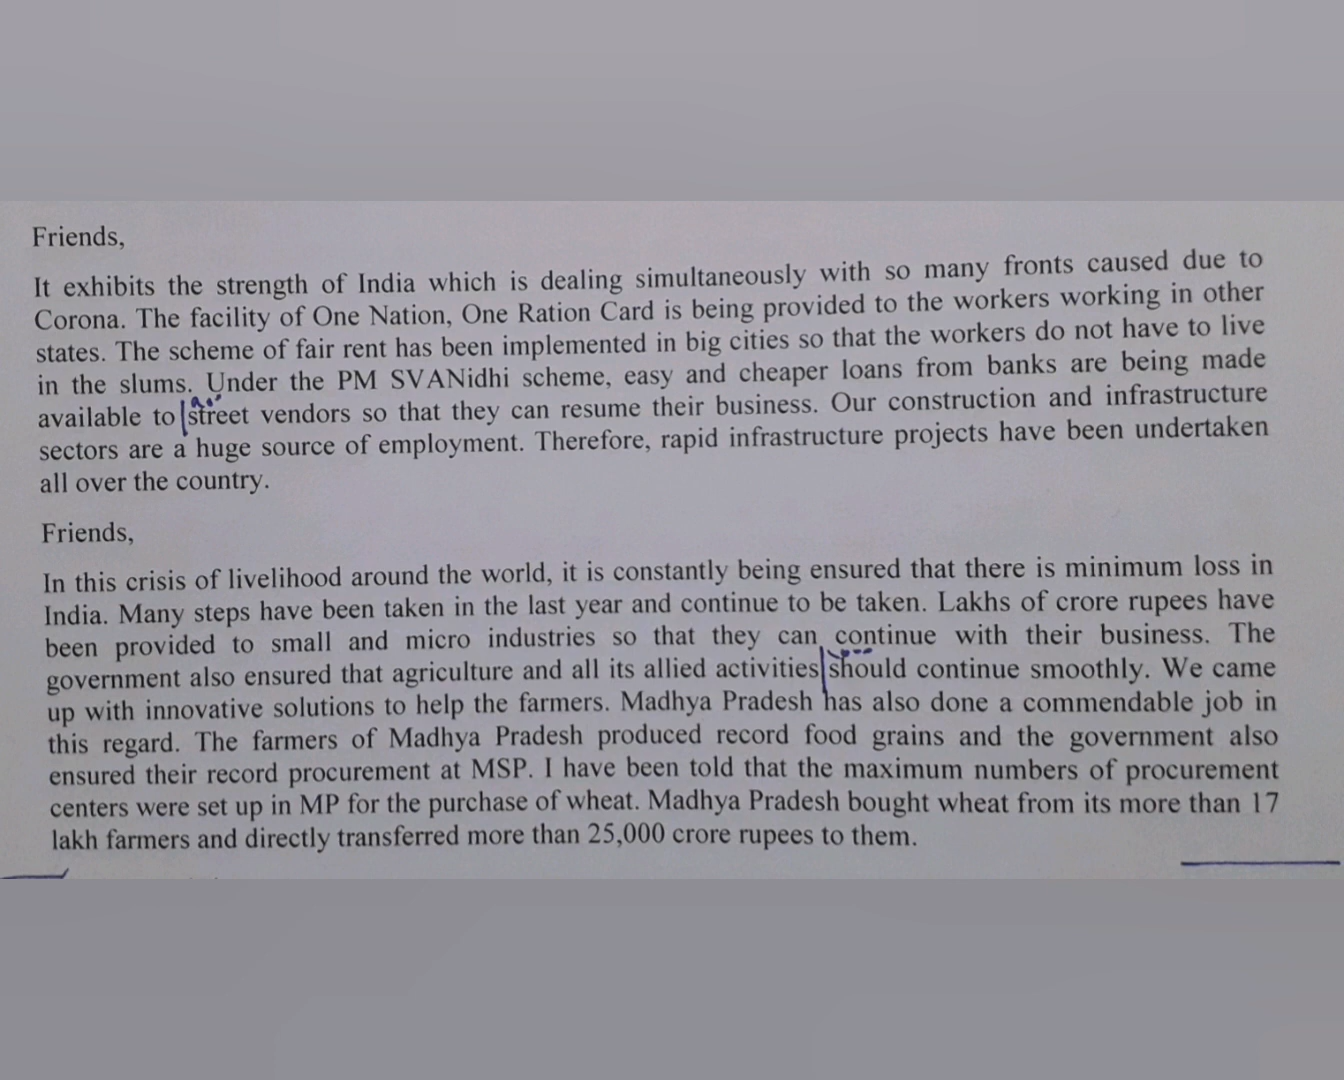 Friends,
It exhibits the strength of India which is dealing simultaneously with so many fronts caused due to
Corona. The facility of One Nation, One Ration Card is being provided to the workers working in other
states. The scheme of fair rent has been implemented in big cities so that the workers do not have to live
in the slums. Under the PM SVANidhi scheme, easy and cheaper loans from banks are being made
available to street vendors so that they can resume their business. Our construction and infrastructure
sectors are a huge source of employment. Therefore, rapid infrastructure projects have been undertaken
all over the country.
Friends,
In this crisis of livelihood around the world, it is constantly being ensured that there is minimum loss in
India. Many steps have been taken in the last year and continue to be taken. Lakhs of crore rupees have
been provided to small and micro industries so that they can continue with their business. The
government also ensured that agriculture and all its allied activities should continue smoothly. We came
up with innovative solutions to help the farmers. Madhya Pradesh has also done a commendable job in
this regard. The farmers of Madhya Pradesh produced record food grains and the government also
ensured their record procurement at MSP. I have been told that the maximum numbers of procurement
centers were set up in MP for the purchase of wheat. Madhya Pradesh bought wheat from its more than 17
lakh farmers and directly transferred more than 25,000 crore rupees to them.